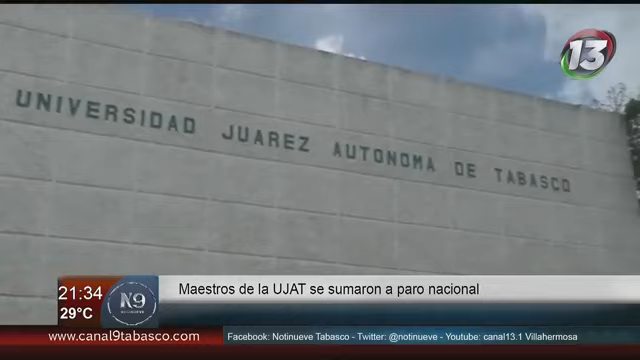 13
UNIVERSIDAD JUAREZ AUTONOMA DE TABASCO
21:34
29°C
N9
Maestros de la UJAT se sumaron a paro nacional
www.canal9tabasco.com
Facebook: Notinueve Tabasco - Twitter: @notinueve - Youtube: canal13.1 Villahermosa